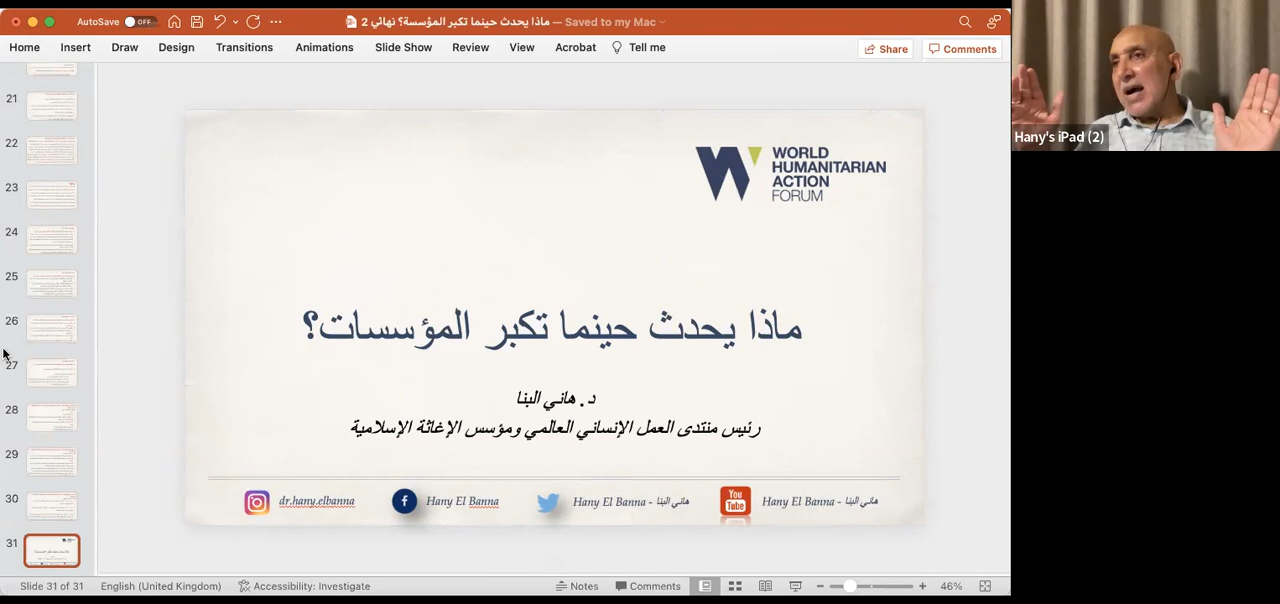 AutoSave OFF
ماذا يحدث حينما تكبر المؤسسة؟ نهائي 2 — Saved to my Mac
Home Insert Draw Design Transitions Animations Slide Show Review View Acrobat Tell me
Share Comments
21
22
23
24
25
26
27
28
29
30
31
WORLD
HUMANITARIAN
ACTION
FORUM
ماذا يحدث حينما تكبر المؤسسات؟
د. هاني البنا
رئيس منتدى العمل الإنساني العالمي ومؤسس الإغاثة الإسلامية
dr.hany.elbanna
Hany El Banna
Hany El Banna - هاني البنا
You Tube
Hany El Banna - هاني البنا
Slide 31 of 31 English (United Kingdom) Accessibility: Investigate Notes Comments 46%
Hany's iPad (2)